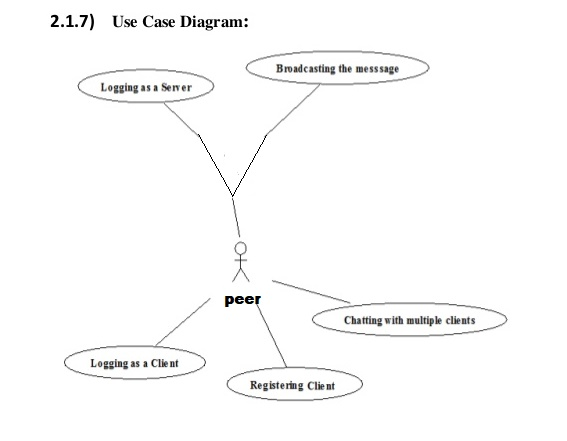 2.1.7) Use Case Diagram:
Broadcasting the messsage
Logging as a Server
peer
Chatting with multiple clients
Logging as a Client
Registering Client